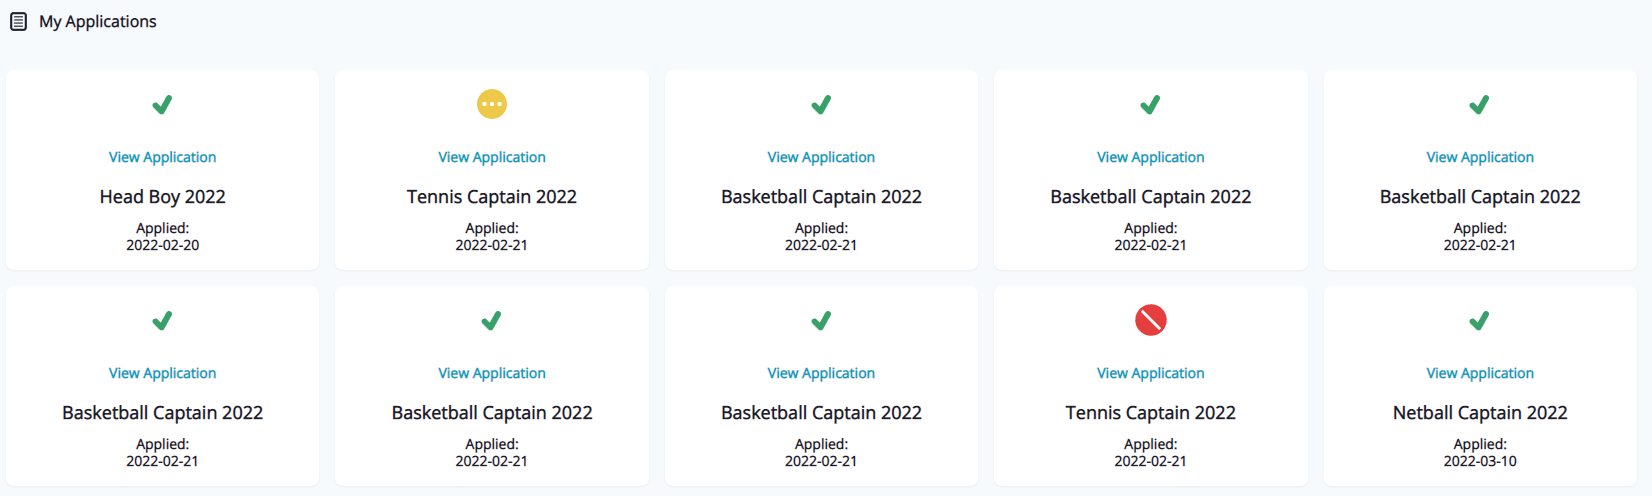 My Applications
View Application
Head Boy 2022
Applied:
2022-02-20
View Application
Tennis Captain 2022
Applied:
2022-02-21
View Application
Basketball Captain 2022
Applied:
2022-02-21
View Application
Basketball Captain 2022
Applied:
2022-02-21
View Application
Basketball Captain 2022
Applied:
2022-02-21
View Application
Basketball Captain 2022
Applied:
2022-02-21
View Application
Basketball Captain 2022
Applied:
2022-02-21
View Application
Basketball Captain 2022
Applied:
2022-02-21
View Application
Tennis Captain 2022
Applied:
2022-02-21
View Application
Netball Captain 2022
Applied:
2022-03-10